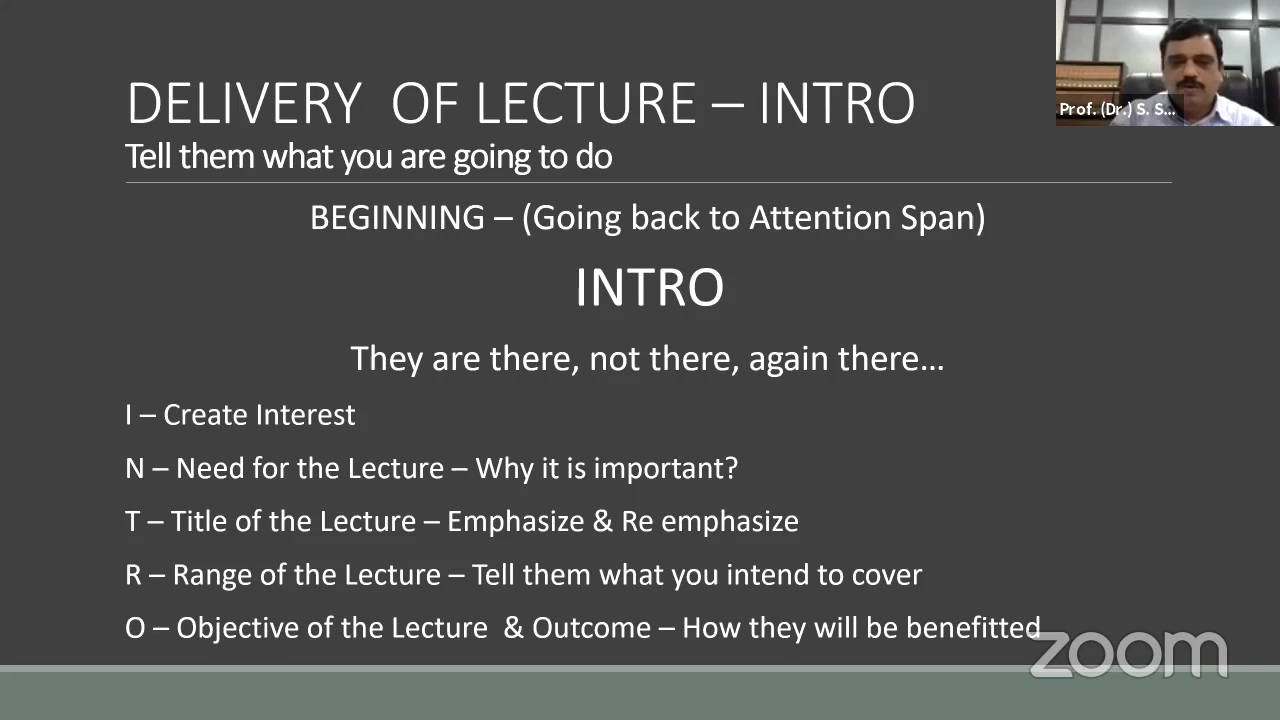 DELIVERY OF LECTURE – INTRO
Tell them what you are going to do
Prof. (Dr.) S. S...
BEGINNING – (Going back to Attention Span)
INTRO
They are there, not there, again there...
I – Create Interest
N – Need for the Lecture – Why it is important?
T – Title of the Lecture – Emphasize & Re emphasize
R – Range of the Lecture – Tell them what you intend to cover
O – Objective of the Lecture & Outcome – How they will be benefitted
zoom